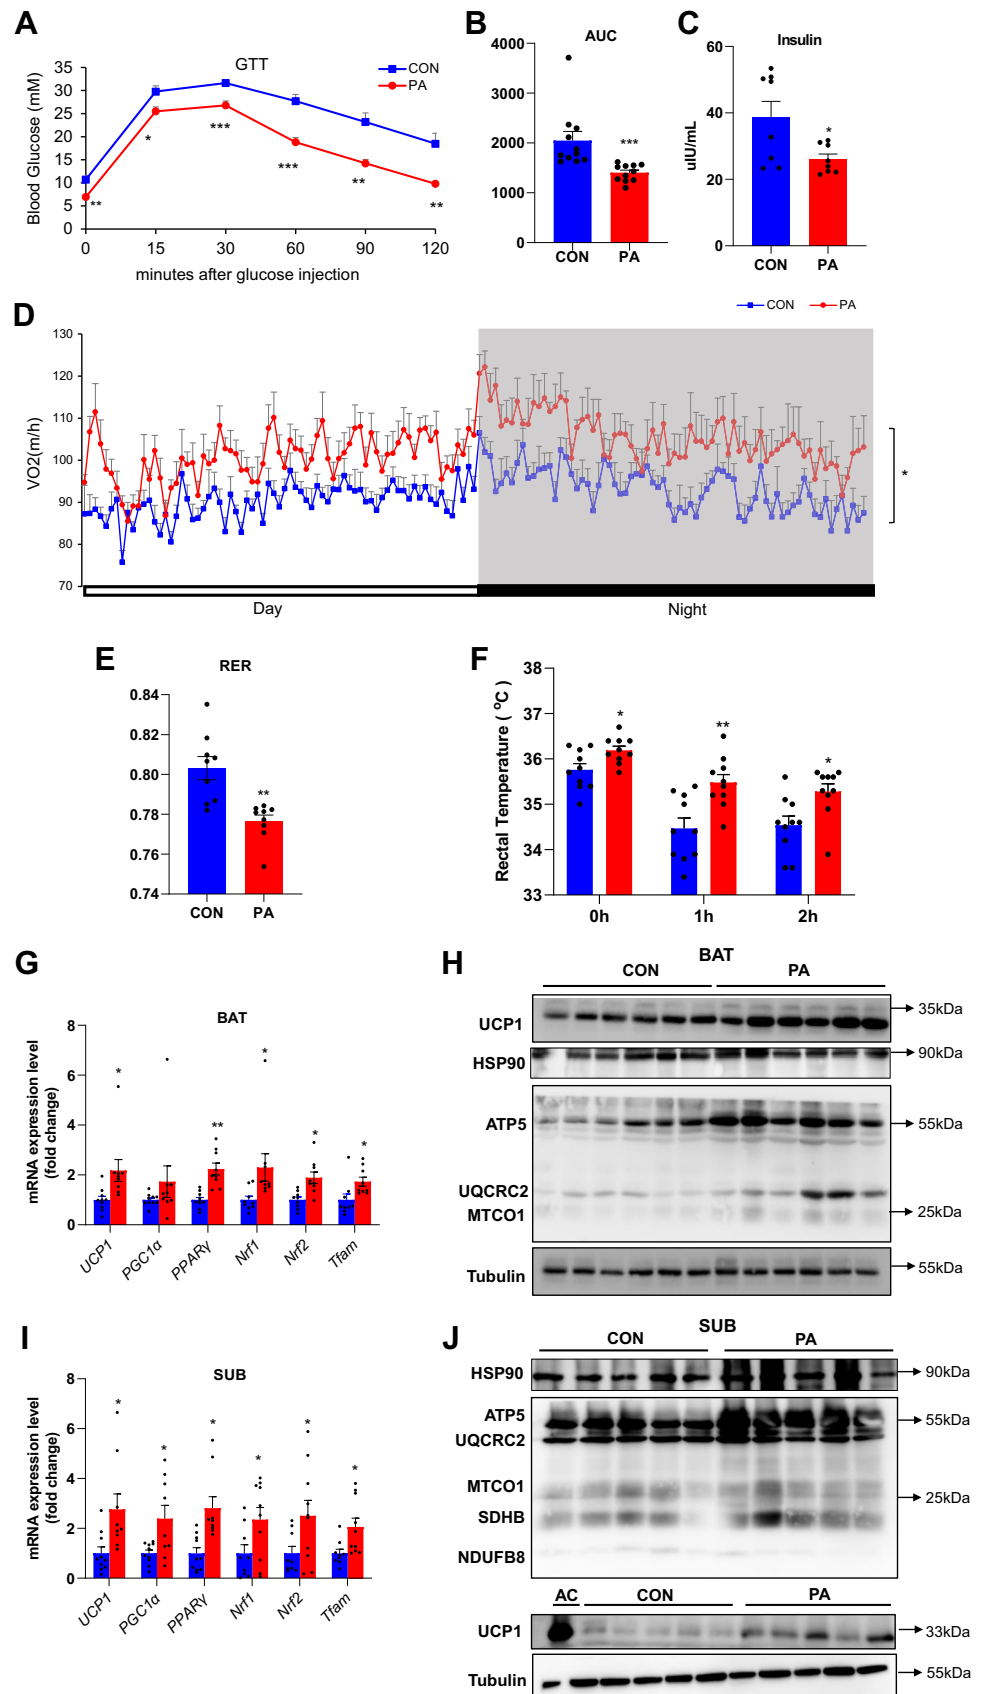 A
GTT
CON
PA
Blood Glucose (mM)
35
30
25
20
15
10
5
0
** * *** *** ** **
0 15 30 60 90 120
minutes after glucose injection
B
AUC
4000
3000
2000
1000
0
***
CON PA
C
Insulin
uIU/mL
60
40
20
0
*
CON PA
D
CON PA
VO2(m/h)
130
120
110
100
90
80
70
*
Day Night
E
RER
0.84
0.82
0.80
0.78
0.76
0.74
**
CON PA
F
Rectal Temperature ( °C )
38
37
36
35
34
33
* ** *
0h 1h 2h
G
BAT
mRNA expression level
(fold change)
8
6
4
2
0
* ** * * *
UCP1 PGC1α PPARγ Nrf1 Nrf2 Tfam
H
BAT
CON PA
UCP1 35kDa
HSP90 90kDa
ATP5 55kDa
UQCRC2
MTCO1 25kDa
Tubulin 55kDa
I
SUB
mRNA expression level
(fold change)
8
6
4
2
0
* * * * * *
UCP1 PGC1α PPARγ Nrf1 Nrf2 Tfam
J
SUB
CON PA
HSP90 90kDa
ATP5 55kDa
UQCRC2
MTCO1 25kDa
SDHB
NDUFB8
AC CON PA
UCP1 33kDa
Tubulin 55kDa